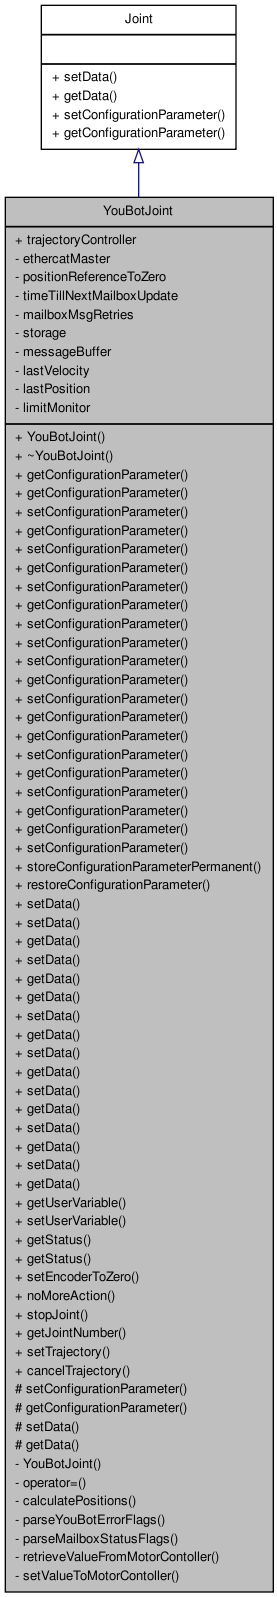 Joint
+ setData()
+ getData()
+ setConfigurationParameter()
+ getConfigurationParameter()
YouBotJoint
+ trajectoryController
- ethercatMaster
- positionReferenceToZero
- timeTillNextMailboxUpdate
- mailboxMsgRetries
- storage
- messageBuffer
- lastVelocity
- lastPosition
- limitMonitor
+ YouBotJoint()
+ ~YouBotJoint()
+ getConfigurationParameter()
+ getConfigurationParameter()
+ setConfigurationParameter()
+ getConfigurationParameter()
+ setConfigurationParameter()
+ getConfigurationParameter()
+ setConfigurationParameter()
+ getConfigurationParameter()
+ setConfigurationParameter()
+ setConfigurationParameter()
+ setConfigurationParameter()
+ getConfigurationParameter()
+ setConfigurationParameter()
+ getConfigurationParameter()
+ getConfigurationParameter()
+ setConfigurationParameter()
+ getConfigurationParameter()
+ setConfigurationParameter()
+ getConfigurationParameter()
+ getConfigurationParameter()
+ setConfigurationParameter()
+ storeConfigurationParameterPermanent()
+ restoreConfigurationParameter()
+ setData()
+ setData()
+ getData()
+ setData()
+ getData()
+ getData()
+ setData()
+ getData()
+ setData()
+ getData()
+ setData()
+ getData()
+ setData()
+ getData()
+ setData()
+ getData()
+ getUserVariable()
+ setUserVariable()
+ getStatus()
+ getStatus()
+ setEncoderToZero()
+ noMoreAction()
+ stopJoint()
+ getJointNumber()
+ setTrajectory()
+ cancelTrajectory()
# setConfigurationParameter()
# getConfigurationParameter()
# setData()
# getData()
- YouBotJoint()
- operator=()
- calculatePositions()
- parseYouBotErrorFlags()
- parseMailboxStatusFlags()
- retrieveValueFromMotorContoller()
- setValueToMotorContoller()